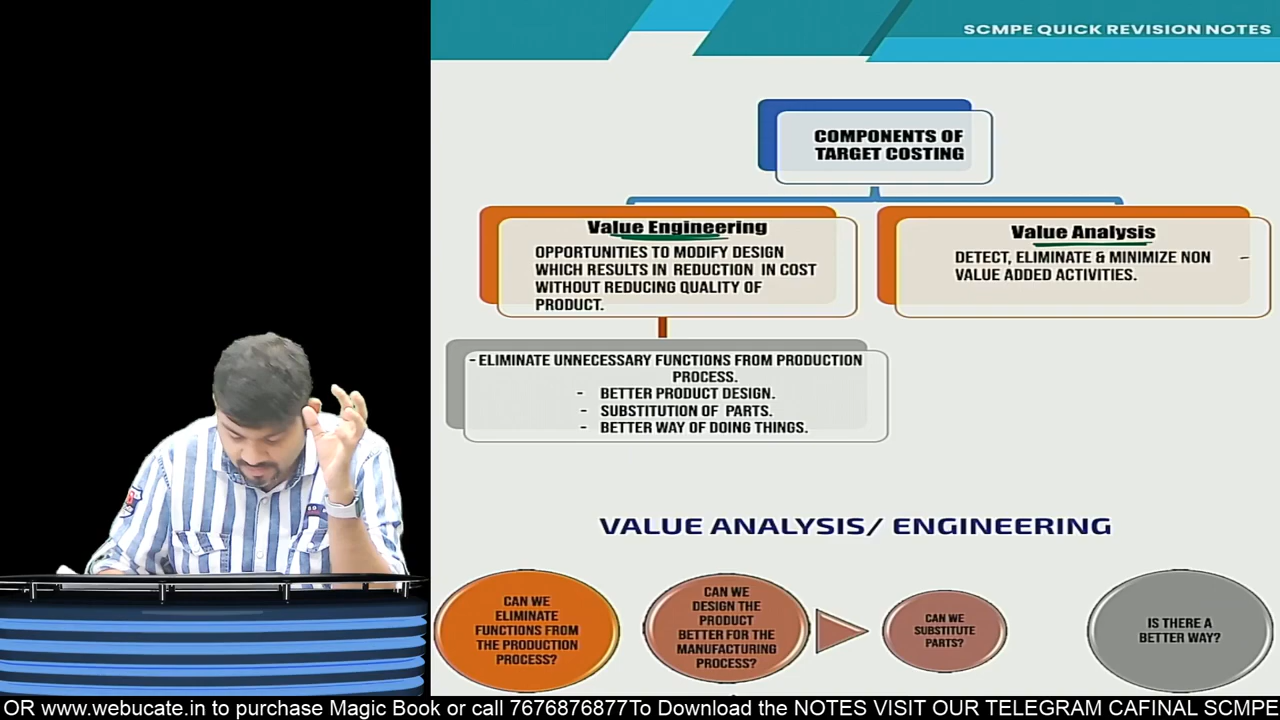 SCMPE QUICK REVISION NOTES
COMPONENTS OF
TARGET COSTING
Value Engineering
OPPORTUNITIES TO MODIFY DESIGN
WHICH RESULTS IN REDUCTION IN COST
WITHOUT REDUCING QUALITY OF
PRODUCT.
Value Analysis
DETECT, ELIMINATE & MINIMIZE NON
VALUE ADDED ACTIVITIES.
- ELIMINATE UNNECESSARY FUNCTIONS FROM PRODUCTION
PROCESS.
- BETTER PRODUCT DESIGN.
- SUBSTITUTION OF PARTS.
- BETTER WAY OF DOING THINGS.
VALUE ANALYSIS/ ENGINEERING
CAN WE
ELIMINATE
FUNCTIONS FROM
THE PRODUCTION
PROCESS?
CAN WE
DESIGN THE
PRODUCT
BETTER FOR THE
MANUFACTURING
PROCESS?
CAN WE
SUBSTITUTE
PARTS?
IS THERE A
BETTER WAY?
OR www.webucate.in to purchase Magic Book or call 7676876877To Download the NOTES VISIT OUR TELEGRAM CAFINAL SCMPE